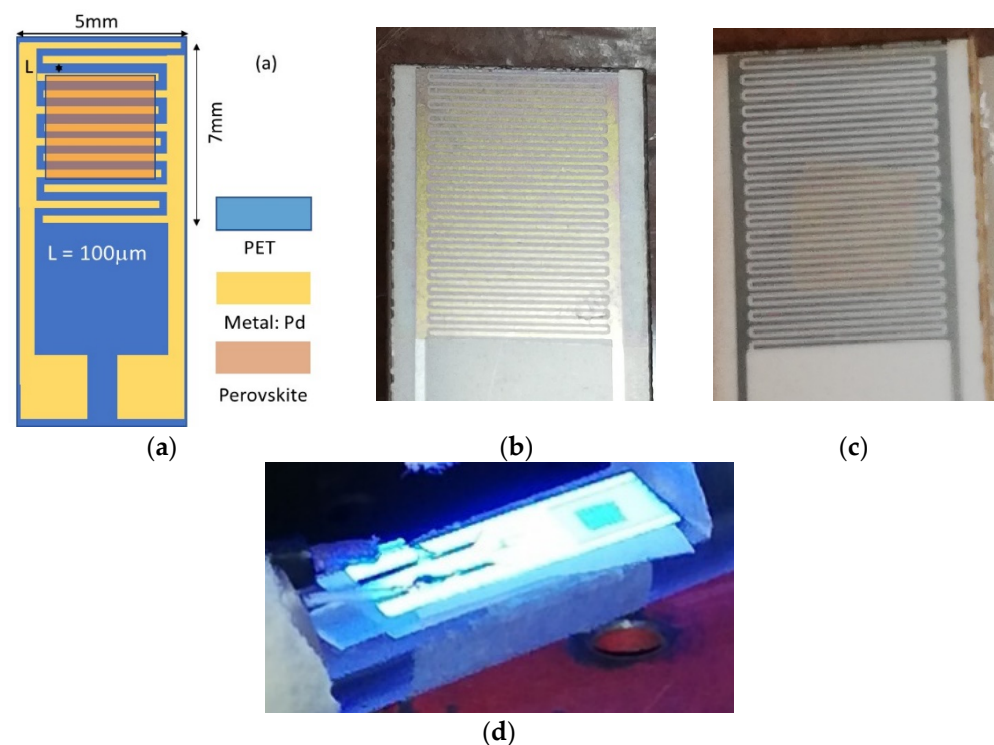 5mm
(a)
L
7mm
L = 100μm
PET
Metal: Pd
Perovskite
(a)
(b)
(c)
(d)